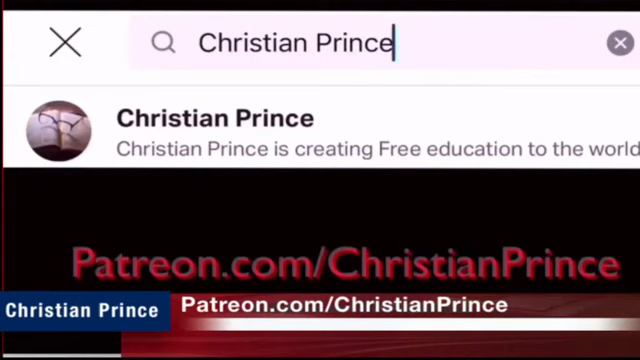 Christian Prince
Christian Prince
Christian Prince is creating Free education to the world
Patreon.com/ChristianPrince
Christian Prince
Patreon.com/ChristianPrince